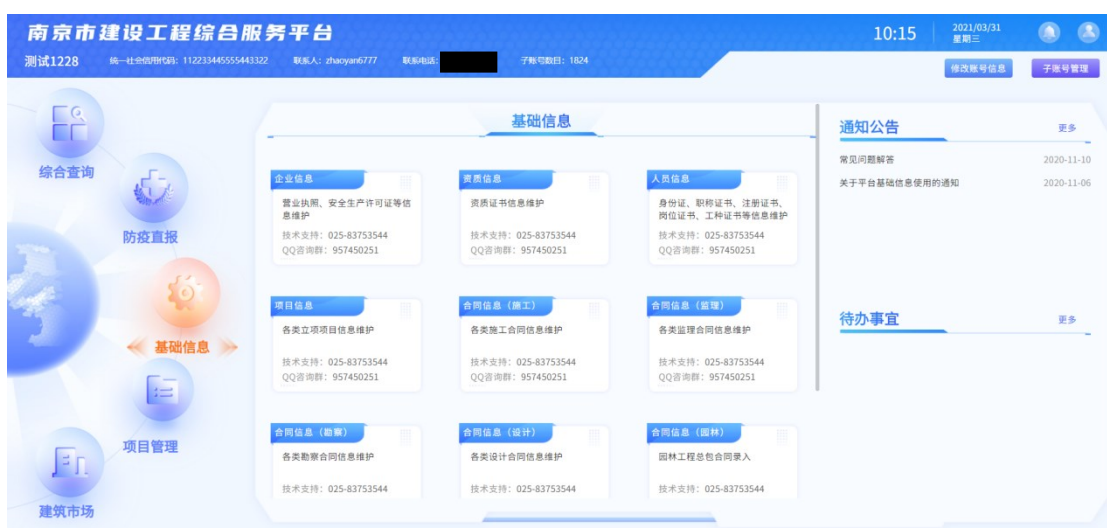 南京市建设工程综合服务平台
10:15
2021/03/31
星期三
测试1228 统一社会信用代码：112233445555443322 联系人：zhaoyan6777 联系电话： 子账号数目：1824
修改账号信息 子账号管理
综合查询
防疫直报
基础信息
项目管理
建筑市场
基础信息
企业信息
营业执照、安全生产许可证等信
息维护
技术支持：025-83753544
QQ咨询群：957450251
资质信息
资质证书信息维护
技术支持：025-83753544
QQ咨询群：957450251
人员信息
身份证、职称证书、注册证书、
岗位证书、工种证书等信息维护
技术支持：025-83753544
QQ咨询群：957450251
项目信息
各类立项项目信息维护
技术支持：025-83753544
QQ咨询群：957450251
合同信息（施工）
各类施工合同信息维护
技术支持：025-83753544
QQ咨询群：957450251
合同信息（监理）
各类监理合同信息维护
技术支持：025-83753544
QQ咨询群：957450251
合同信息（勘察）
各类勘察合同信息维护
技术支持：025-83753544
合同信息（设计）
各类设计合同信息维护
技术支持：025-83753544
合同信息（园林）
园林工程总包合同录入
技术支持：025-83753544
通知公告 更多
常见问题解答 2020-11-10
关于平台基础信息使用的通知 2020-11-06
待办事宜 更多